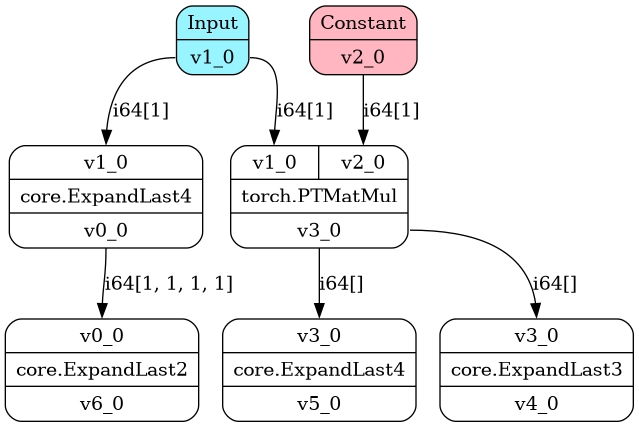 Input
v1_0
Constant
v2_0
i64[1]
i64[1]
i64[1]
v1_0
core.ExpandLast4
v0_0
v1_0 v2_0
torch.PTMatMul
v3_0
i64[1, 1, 1, 1]
i64[]
i64[]
v0_0
core.ExpandLast2
v6_0
v3_0
core.ExpandLast4
v5_0
v3_0
core.ExpandLast3
v4_0